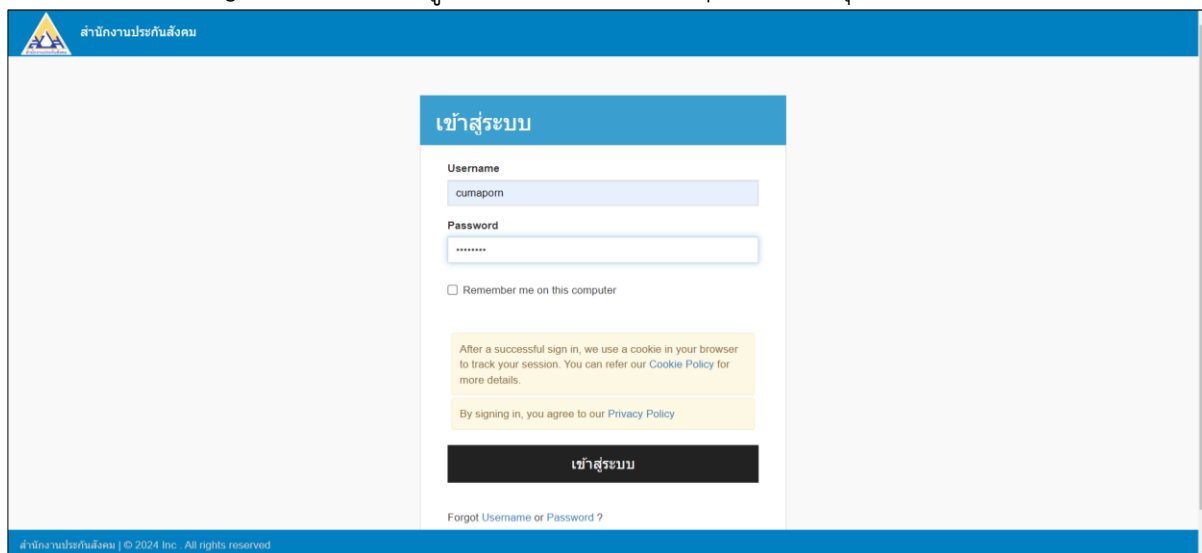 สำนักงานประกันสังคม
เข้าสู่ระบบ
Username
cumaporn
Password
••••••••
Remember me on this computer
After a successful sign in, we use a cookie in your browser
to track your session. You can refer our Cookie Policy for
more details.
By signing in, you agree to our Privacy Policy
เข้าสู่ระบบ
Forgot Username or Password ?
สำนักงานประกันสังคม | © 2024 Inc . All rights reserved